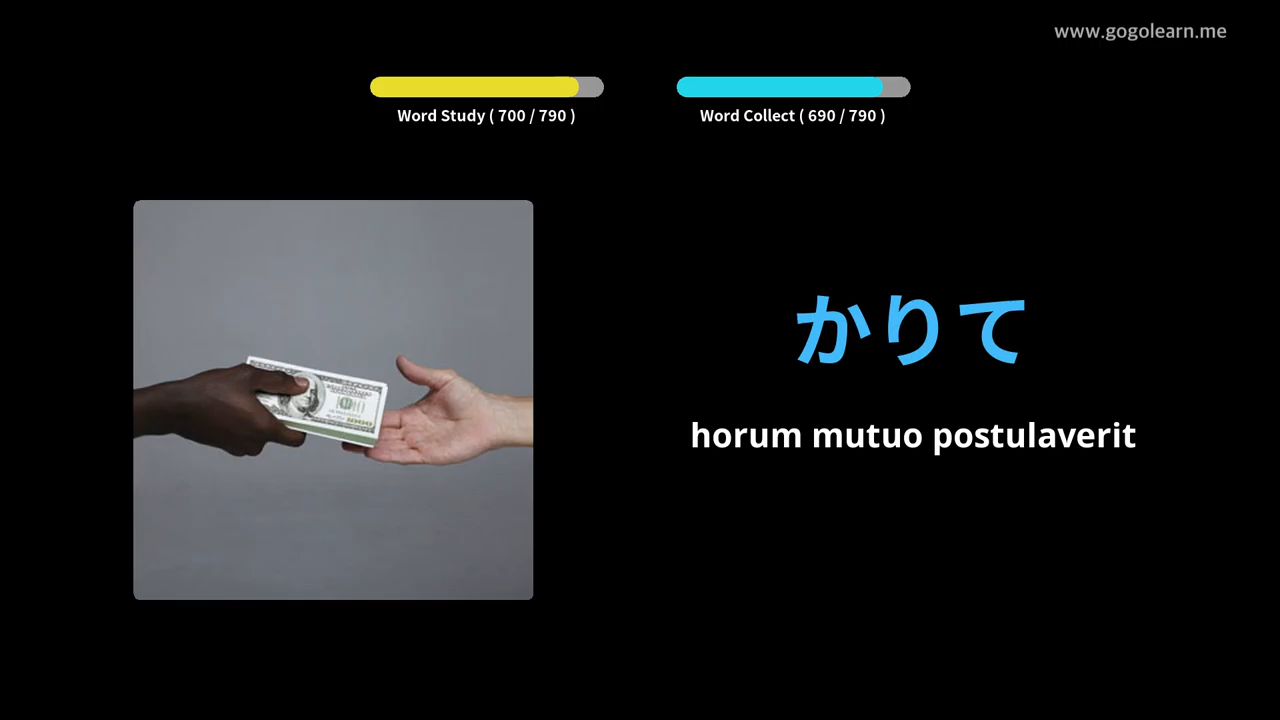 www.gogolearn.me
Word Study ( 700 / 790 )
Word Collect ( 690 / 790 )
かりて
horum mutuo postulaverit